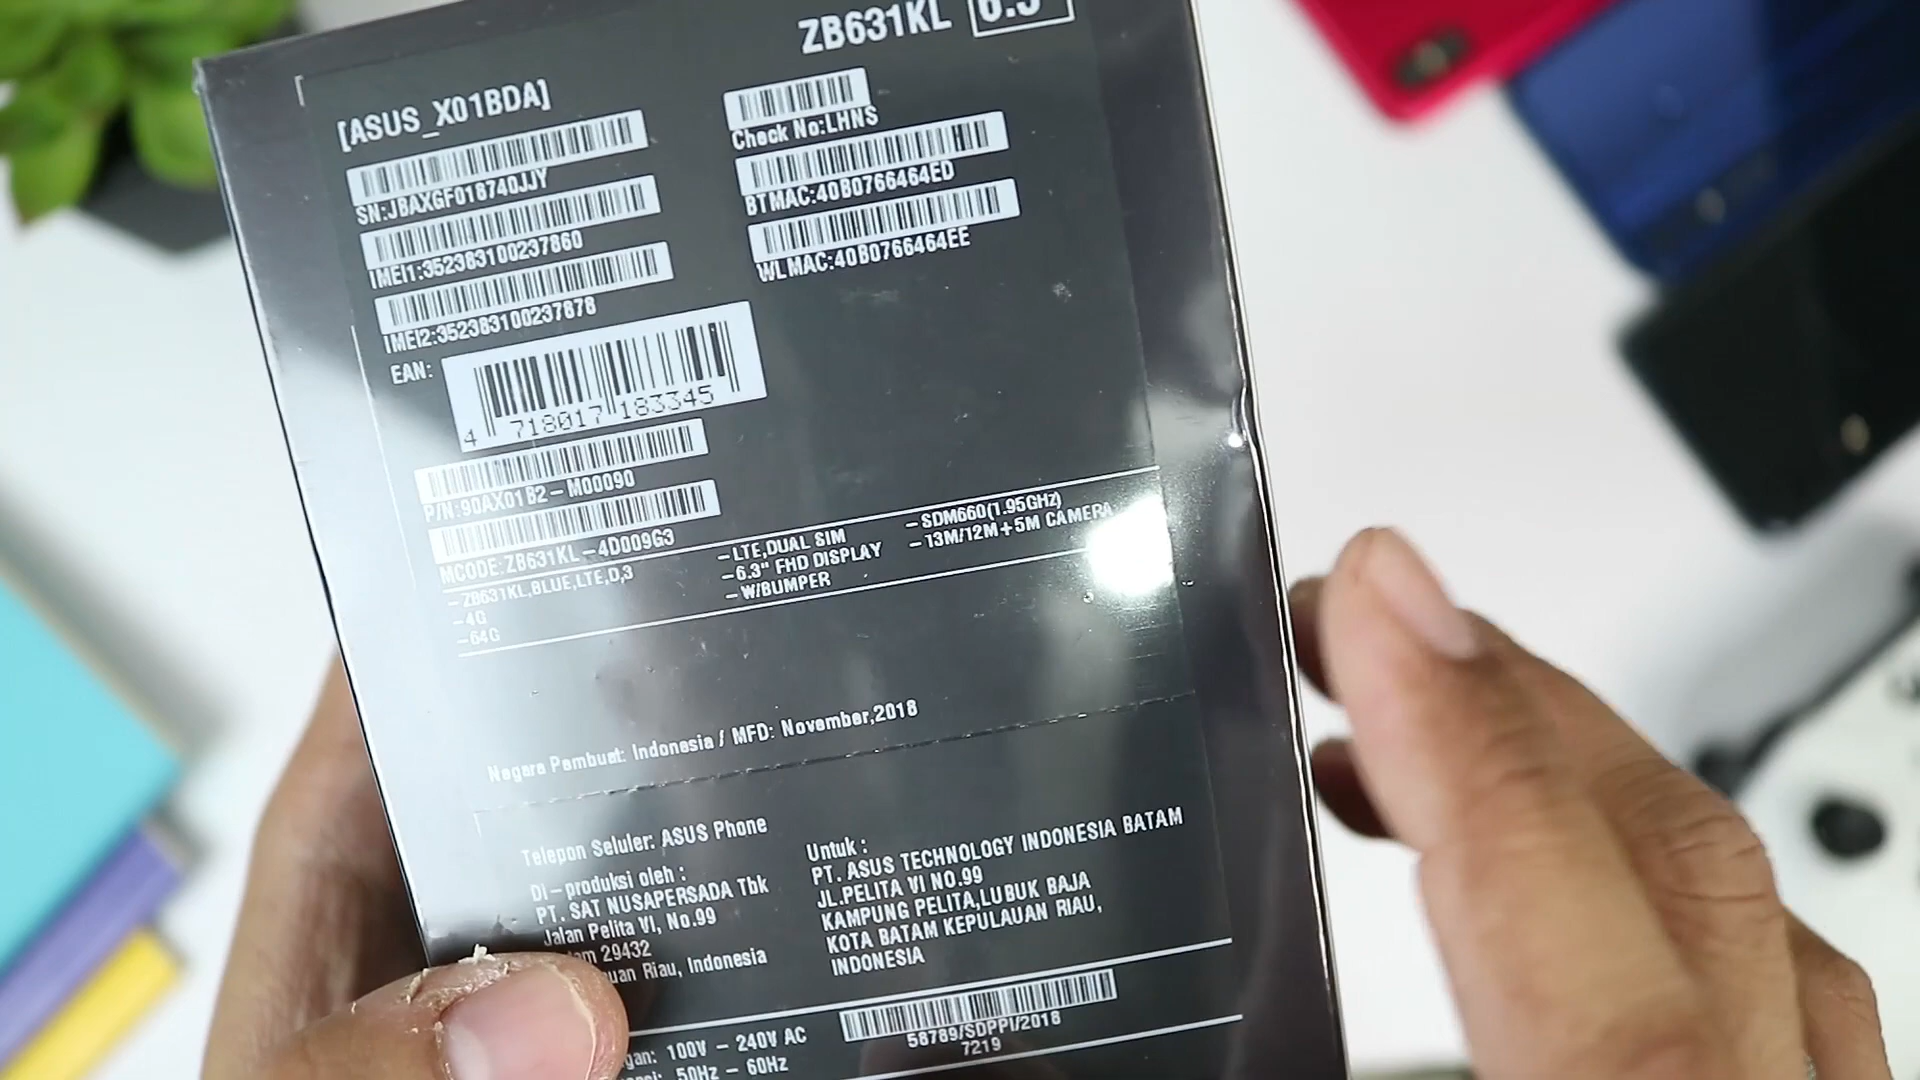 ZB631KL 6.3
[ASUS_X01BDA]
SN:JBAXGF018740JJY
IMEI1:352383100237860
IMEI2:352383100237878
EAN:
4 718017 183345
P/N:90AX01B2-M00090
MCODE:ZB631KL-4D009G3
Check No:LHNS
BTMAC:40B0766464ED
WLMAC:40B0766464EE
-ZB631KL,BLUE,LTE,D,3
-4G
-64G
-LTE,DUAL SIM
-6.3" FHD DISPLAY
- W/BUMPER
-SDM660(1.95GHz)
-13M/12M+5M CAMERA
Negara Pembuat: Indonesia / MFD: November,2018
Telepon Seluler: ASUS Phone
Di-produksi oleh :
PT. SAT NUSAPERSADA Tbk
Jalan Pelita VI, No.99
29432
Riau, Indonesia
Untuk :
PT. ASUS TECHNOLOGY INDONESIA BATAM
JL.PELITA VI NO.99
KAMPUNG PELITA,LUBUK BAJA
KOTA BATAM KEPULAUAN RIAU,
INDONESIA
100V - 240V AC
50Hz - 60Hz
58789/SDPPI/2018
7219